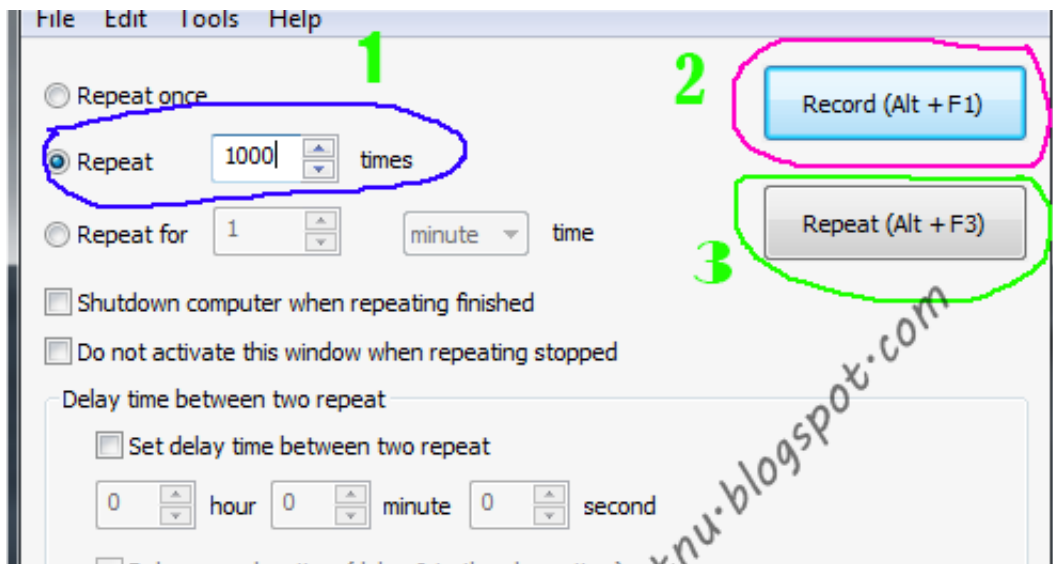 File Edit Tools Help
1
Repeat once
Repeat 1000 times
Repeat for 1 minute time
2
Record (Alt + F1)
3
Repeat (Alt + F3)
Shutdown computer when repeating finished
Do not activate this window when repeating stopped
Delay time between two repeat
Set delay time between two repeat
0 hour 0 minute 0 second
tnu.blogspot.com